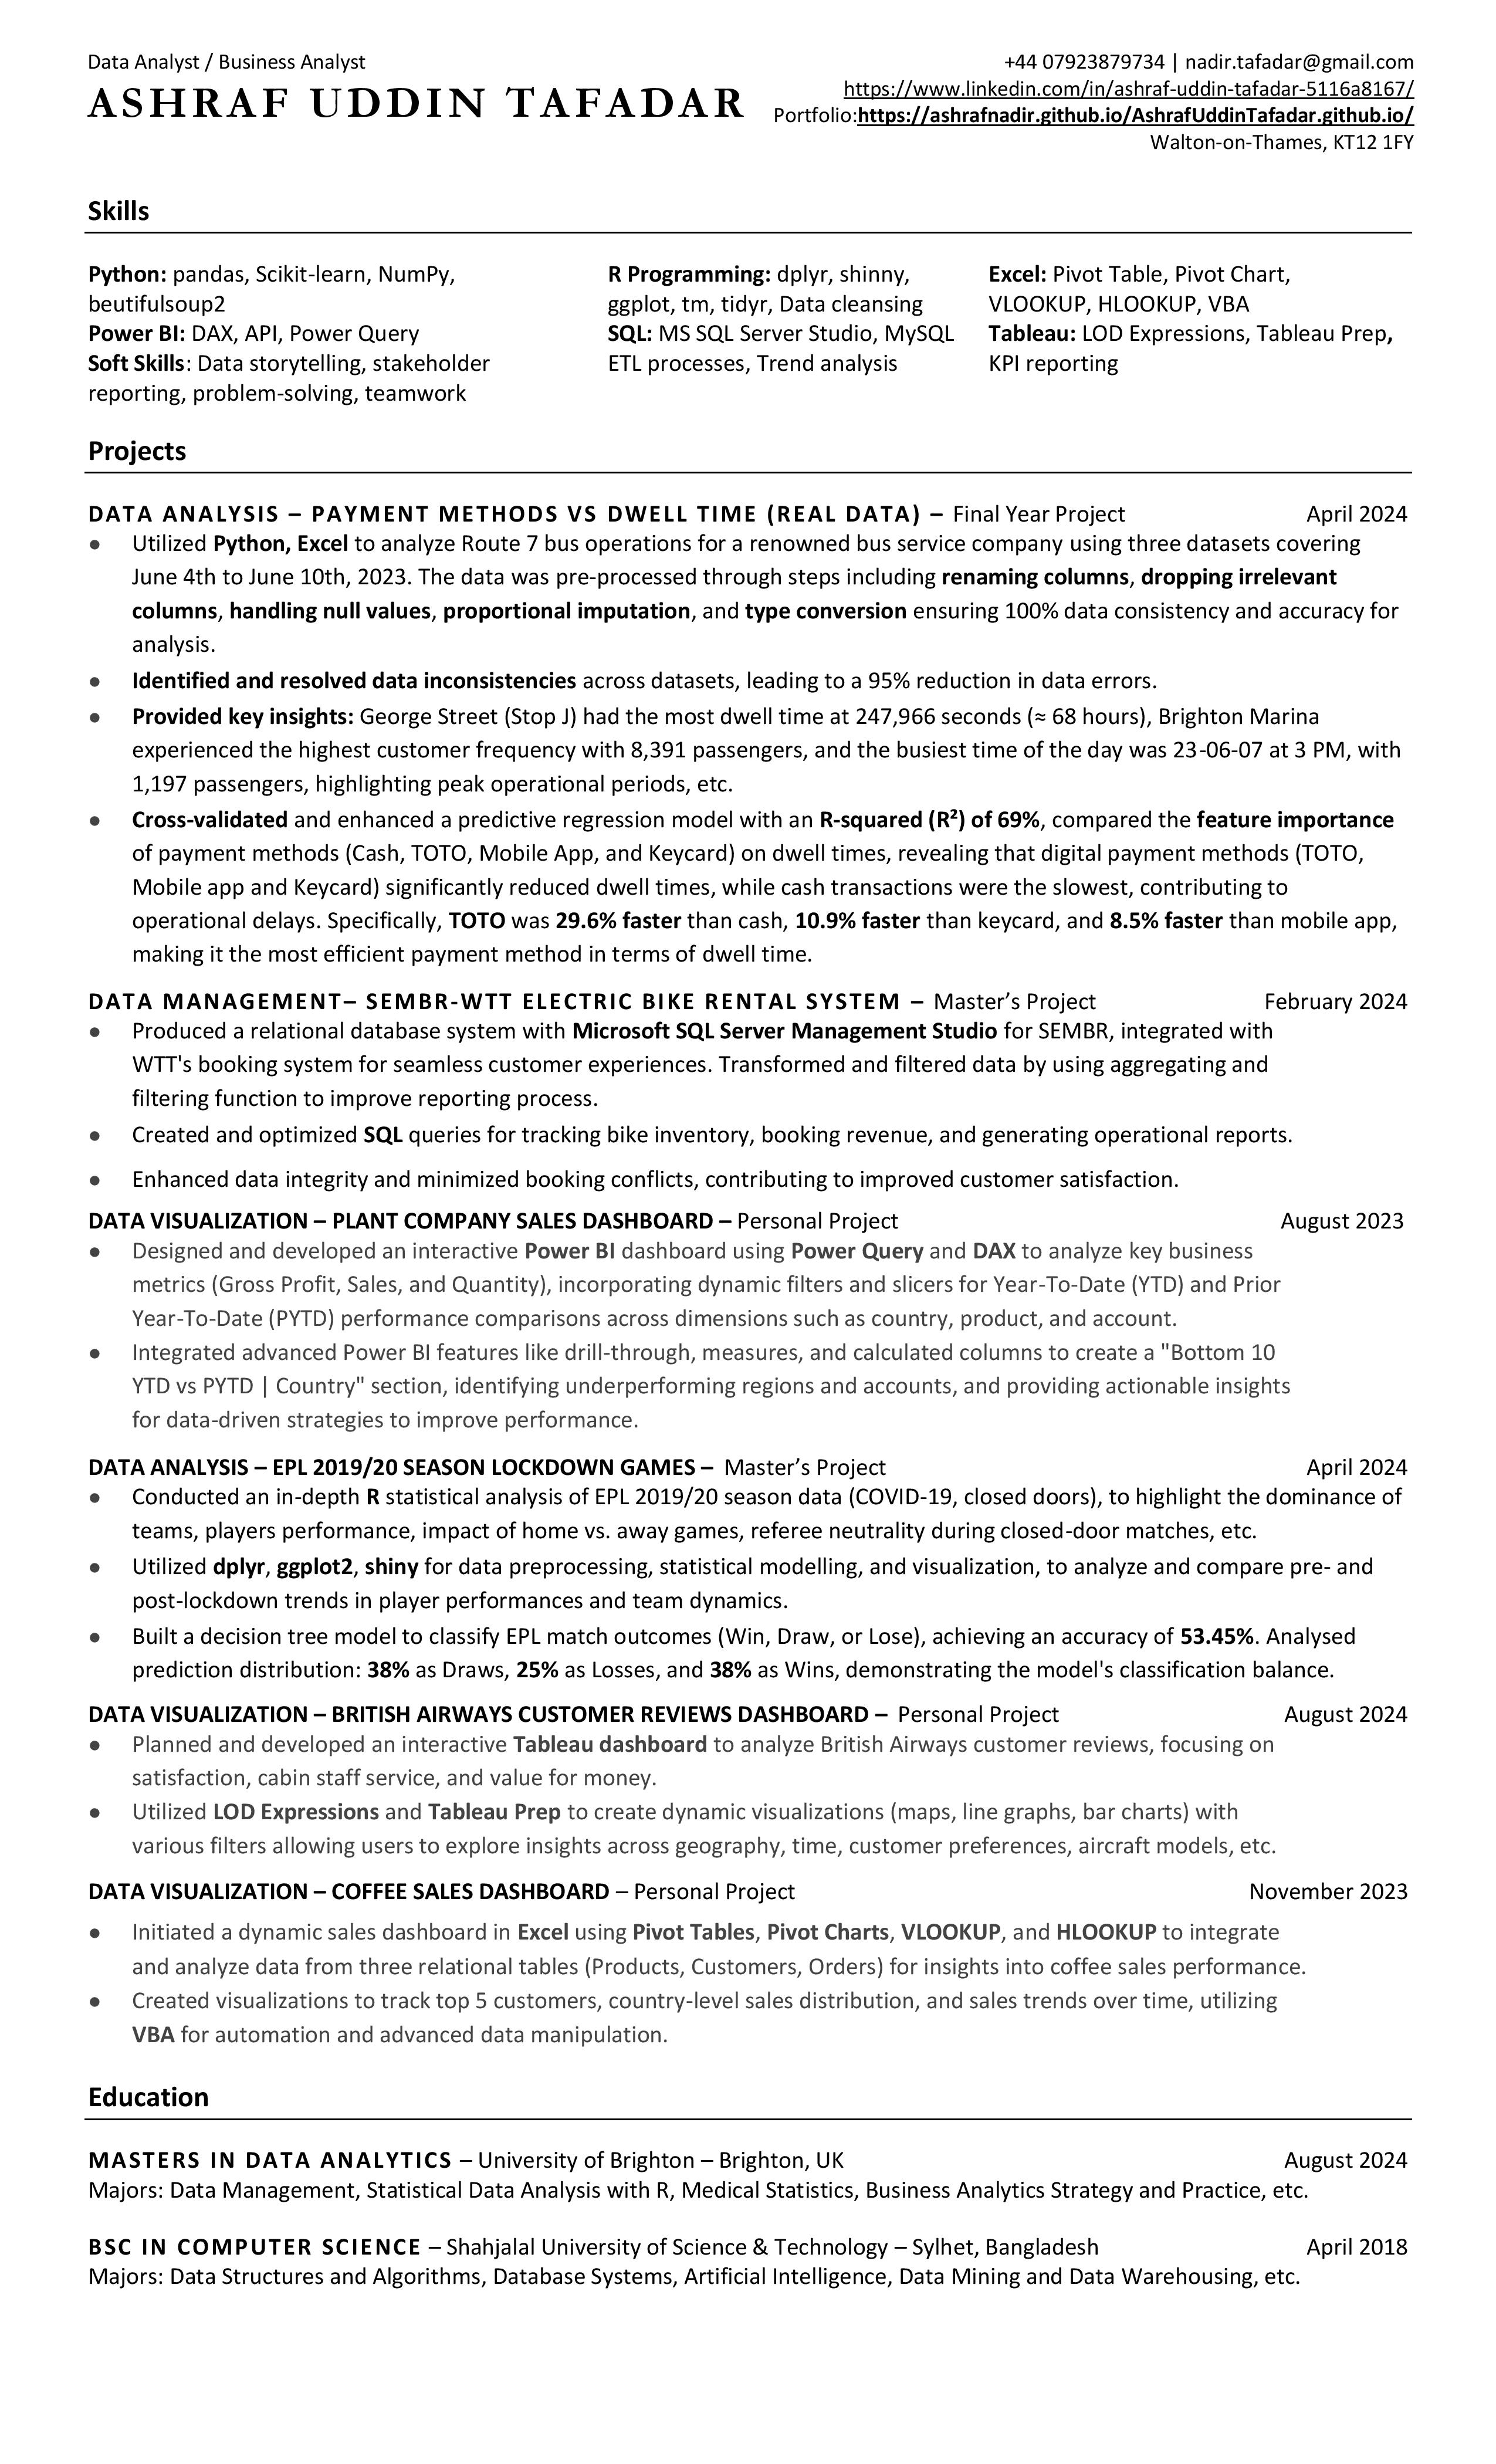 Data Analyst / Business Analyst
ASHRAF UDDIN TAFADAR
+44 07923879734 | nadir.tafadar@gmail.com
https://www.linkedin.com/in/ashraf-uddin-tafadar-5116a8167/
Portfolio:https://ashrafnadir.github.io/AshrafUddinTafadar.github.io/
Walton-on-Thames, KT12 1FY
Skills
Python: pandas, Scikit-learn, NumPy,
beutifulsoup2
Power BI: DAX, API, Power Query
Soft Skills: Data storytelling, stakeholder
reporting, problem-solving, teamwork
R Programming: dplyr, shinny,
ggplot, tm, tidyr, Data cleansing
SQL: MS SQL Server Studio, MySQL
ETL processes, Trend analysis
Excel: Pivot Table, Pivot Chart,
VLOOKUP, HLOOKUP, VBA
Tableau: LOD Expressions, Tableau Prep,
KPI reporting
Projects
DATA ANALYSIS – PAYMENT METHODS VS DWELL TIME (REAL DATA) – Final Year Project April 2024
● Utilized Python, Excel to analyze Route 7 bus operations for a renowned bus service company using three datasets covering
June 4th to June 10th, 2023. The data was pre-processed through steps including renaming columns, dropping irrelevant
columns, handling null values, proportional imputation, and type conversion ensuring 100% data consistency and accuracy for
analysis.
● Identified and resolved data inconsistencies across datasets, leading to a 95% reduction in data errors.
● Provided key insights: George Street (Stop J) had the most dwell time at 247,966 seconds (≈ 68 hours), Brighton Marina
experienced the highest customer frequency with 8,391 passengers, and the busiest time of the day was 23-06-07 at 3 PM, with
1,197 passengers, highlighting peak operational periods, etc.
● Cross-validated and enhanced a predictive regression model with an R-squared (R²) of 69%, compared the feature importance
of payment methods (Cash, TOTO, Mobile App, and Keycard) on dwell times, revealing that digital payment methods (TOTO,
Mobile app and Keycard) significantly reduced dwell times, while cash transactions were the slowest, contributing to
operational delays. Specifically, TOTO was 29.6% faster than cash, 10.9% faster than keycard, and 8.5% faster than mobile app,
making it the most efficient payment method in terms of dwell time.
DATA MANAGEMENT– SEMBR-WTT ELECTRIC BIKE RENTAL SYSTEM – Master’s Project February 2024
● Produced a relational database system with Microsoft SQL Server Management Studio for SEMBR, integrated with
WTT's booking system for seamless customer experiences. Transformed and filtered data by using aggregating and
filtering function to improve reporting process.
● Created and optimized SQL queries for tracking bike inventory, booking revenue, and generating operational reports.
● Enhanced data integrity and minimized booking conflicts, contributing to improved customer satisfaction.
DATA VISUALIZATION – PLANT COMPANY SALES DASHBOARD – Personal Project August 2023
● Designed and developed an interactive Power BI dashboard using Power Query and DAX to analyze key business
metrics (Gross Profit, Sales, and Quantity), incorporating dynamic filters and slicers for Year-To-Date (YTD) and Prior
Year-To-Date (PYTD) performance comparisons across dimensions such as country, product, and account.
● Integrated advanced Power BI features like drill-through, measures, and calculated columns to create a "Bottom 10
YTD vs PYTD | Country" section, identifying underperforming regions and accounts, and providing actionable insights
for data-driven strategies to improve performance.
DATA ANALYSIS – EPL 2019/20 SEASON LOCKDOWN GAMES – Master’s Project April 2024
● Conducted an in-depth R statistical analysis of EPL 2019/20 season data (COVID-19, closed doors), to highlight the dominance of
teams, players performance, impact of home vs. away games, referee neutrality during closed-door matches, etc.
● Utilized dplyr, ggplot2, shiny for data preprocessing, statistical modelling, and visualization, to analyze and compare pre- and
post-lockdown trends in player performances and team dynamics.
● Built a decision tree model to classify EPL match outcomes (Win, Draw, or Lose), achieving an accuracy of 53.45%. Analysed
prediction distribution: 38% as Draws, 25% as Losses, and 38% as Wins, demonstrating the model's classification balance.
DATA VISUALIZATION – BRITISH AIRWAYS CUSTOMER REVIEWS DASHBOARD – Personal Project August 2024
● Planned and developed an interactive Tableau dashboard to analyze British Airways customer reviews, focusing on
satisfaction, cabin staff service, and value for money.
● Utilized LOD Expressions and Tableau Prep to create dynamic visualizations (maps, line graphs, bar charts) with
various filters allowing users to explore insights across geography, time, customer preferences, aircraft models, etc.
DATA VISUALIZATION – COFFEE SALES DASHBOARD – Personal Project November 2023
● Initiated a dynamic sales dashboard in Excel using Pivot Tables, Pivot Charts, VLOOKUP, and HLOOKUP to integrate
and analyze data from three relational tables (Products, Customers, Orders) for insights into coffee sales performance.
● Created visualizations to track top 5 customers, country-level sales distribution, and sales trends over time, utilizing
VBA for automation and advanced data manipulation.
Education
MASTERS IN DATA ANALYTICS – University of Brighton – Brighton, UK August 2024
Majors: Data Management, Statistical Data Analysis with R, Medical Statistics, Business Analytics Strategy and Practice, etc.
BSC IN COMPUTER SCIENCE – Shahjalal University of Science & Technology – Sylhet, Bangladesh April 2018
Majors: Data Structures and Algorithms, Database Systems, Artificial Intelligence, Data Mining and Data Warehousing, etc.